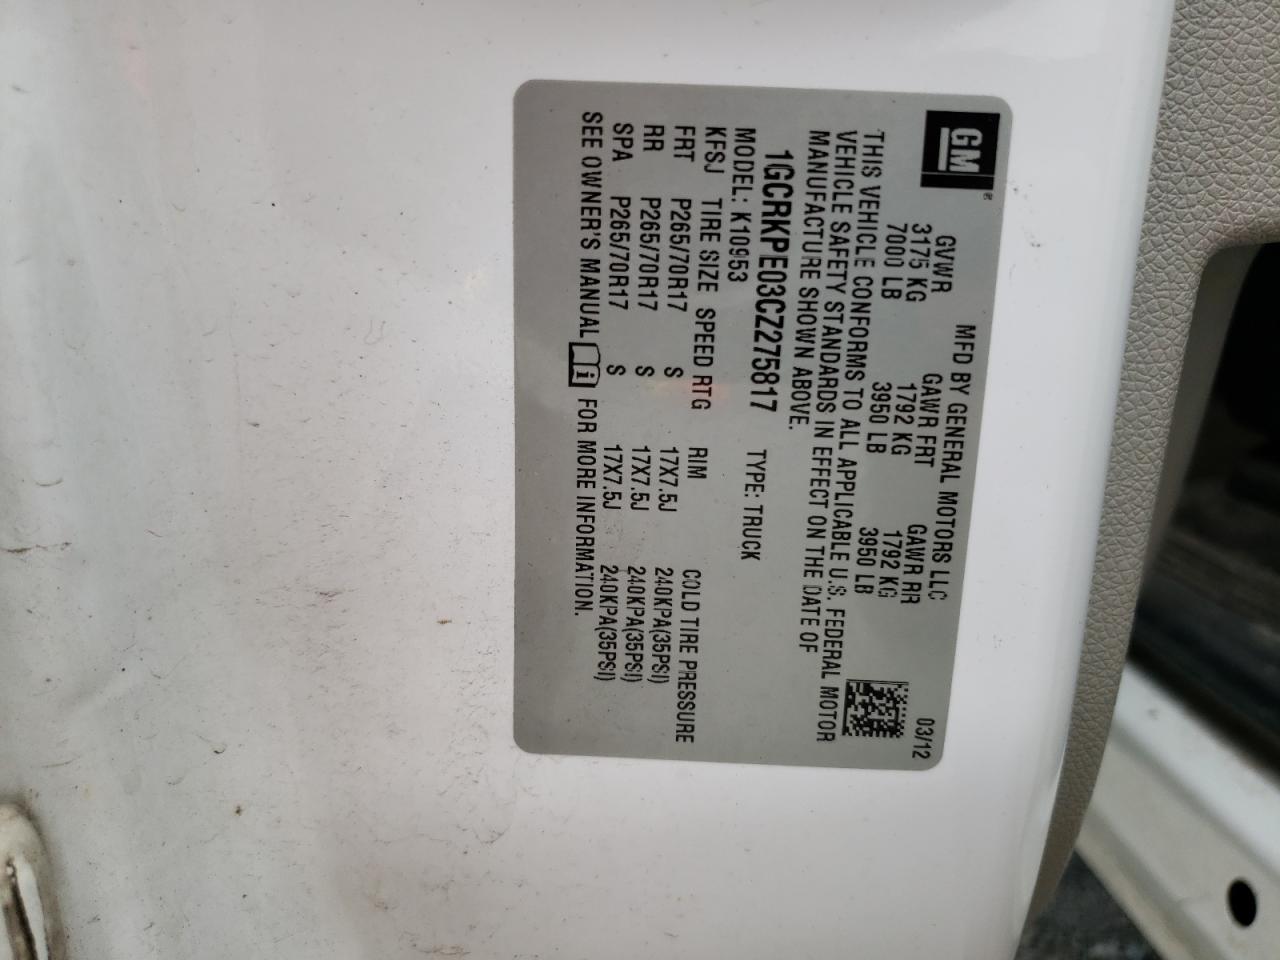 GM®
MFD BY GENERAL MOTORS LLC 03/12
GVWR GAWR FRT GAWR RR
3175 KG 1792 KG 1792 KG
7000 LB 3950 LB 3950 LB
THIS VEHICLE CONFORMS TO ALL APPLICABLE U.S. FEDERAL MOTOR
VEHICLE SAFETY STANDARDS IN EFFECT ON THE DATE OF
MANUFACTURE SHOWN ABOVE.
1GCRKPE03CZ275817 TYPE: TRUCK
MODEL: K10953
KFSJ TIRE SIZE SPEED RTG RIM COLD TIRE PRESSURE
FRT P265/70R17 S 17X7.5J 240KPA(35PSI)
RR P265/70R17 S 17X7.5J 240KPA(35PSI)
SPA P265/70R17 S 17X7.5J 240KPA(35PSI)
SEE OWNER'S MANUAL i FOR MORE INFORMATION.